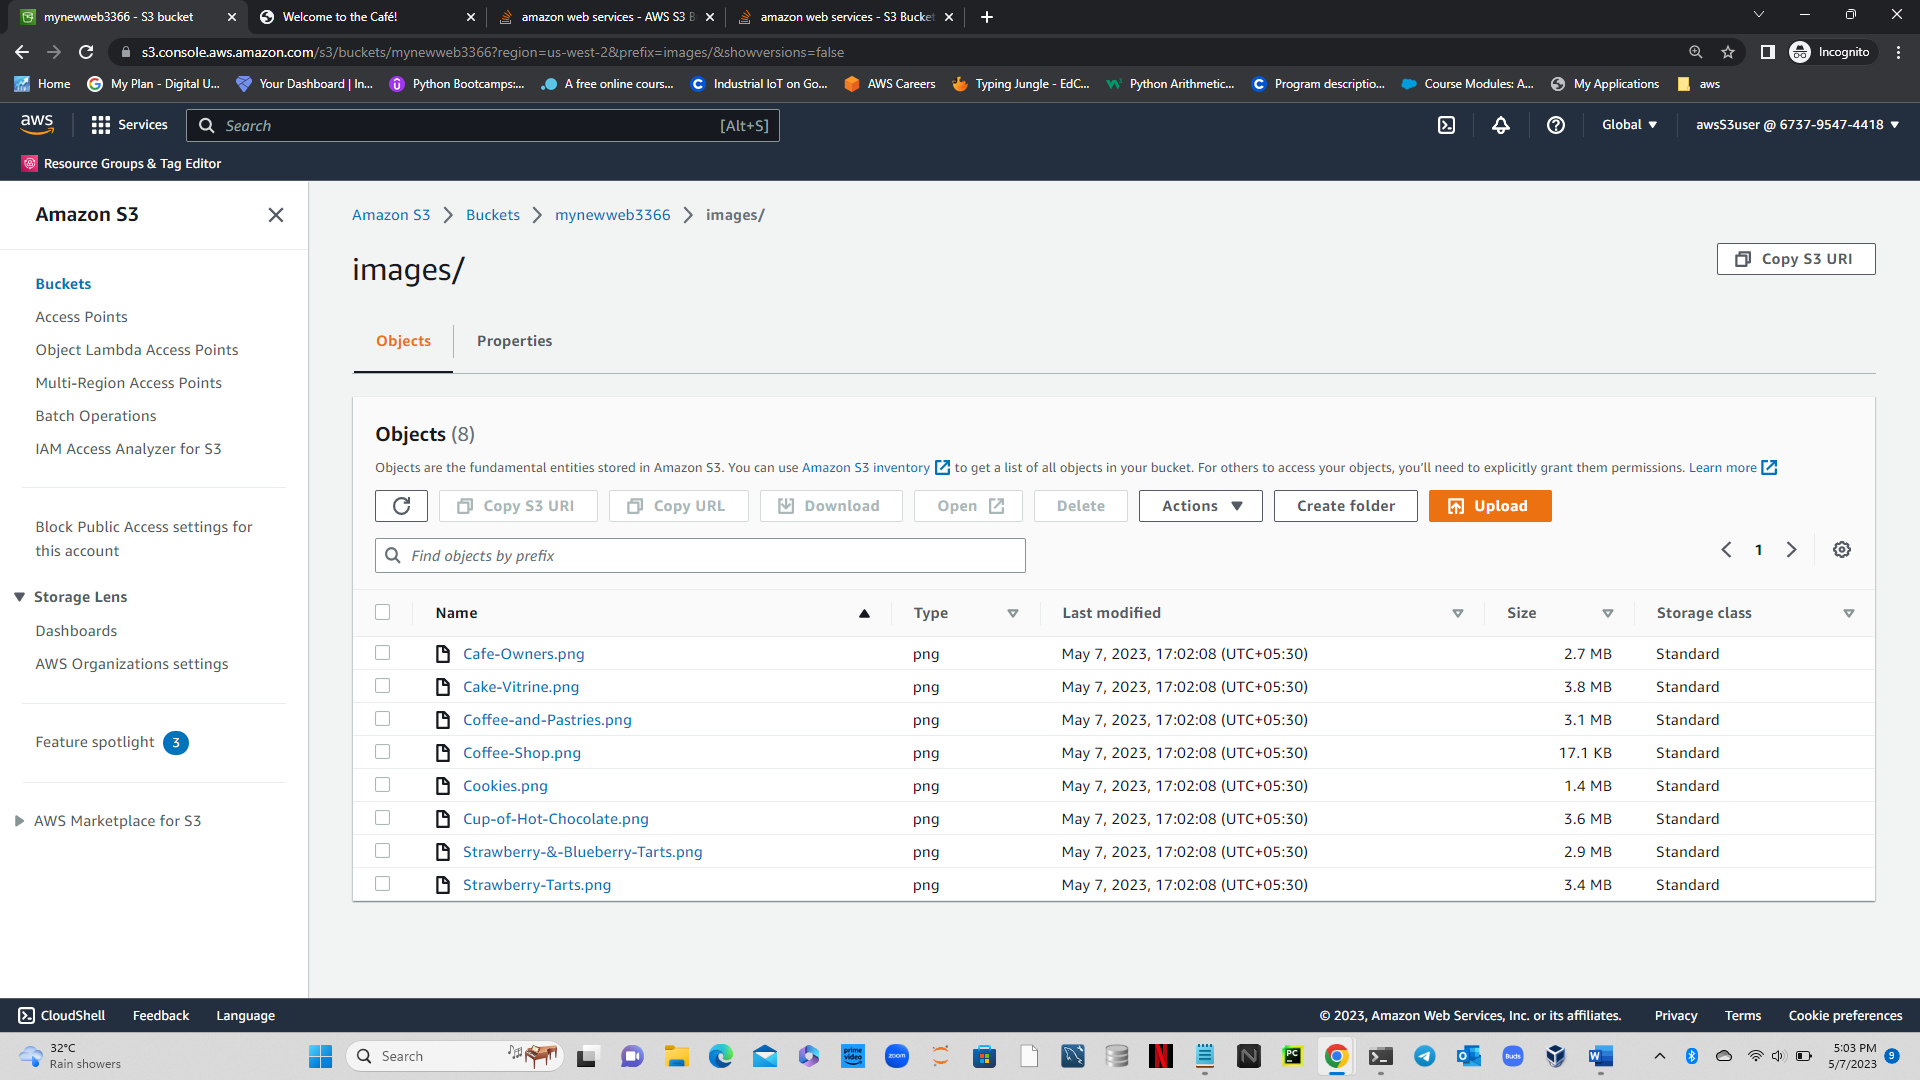 mynewweb3366 - S3 bucket
Welcome to the Café!
amazon web services - AWS S3 B
amazon web services - S3 Bucket
s3.console.aws.amazon.com/s3/buckets/mynewweb3366?region=us-west-2&prefix=images/&showversions=false
Incognito
Home
My Plan - Digital U...
Your Dashboard | In...
Python Bootcamps:...
A free online cours...
Industrial IoT on Go...
AWS Careers
Typing Jungle - EdC...
Python Arithmetic...
Program descriptio...
Course Modules: A...
My Applications
aws
aws
Services
Search
[Alt+S]
Global
awsS3user @ 6737-9547-4418
Resource Groups & Tag Editor
Amazon S3
Buckets
Access Points
Object Lambda Access Points
Multi-Region Access Points
Batch Operations
IAM Access Analyzer for S3
Block Public Access settings for
this account
Storage Lens
Dashboards
AWS Organizations settings
Feature spotlight 3
AWS Marketplace for S3
Amazon S3 > Buckets > mynewweb3366 > images/
images/
Copy S3 URI
Objects
Properties
Objects (8)
Objects are the fundamental entities stored in Amazon S3. You can use Amazon S3 inventory to get a list of all objects in your bucket. For others to access your objects, you'll need to explicitly grant them permissions. Learn more
Copy S3 URI
Copy URL
Download
Open
Delete
Actions
Create folder
Upload
Find objects by prefix
1
Name Type Last modified Size Storage class
Cafe-Owners.png png May 7, 2023, 17:02:08 (UTC+05:30) 2.7 MB Standard
Cake-Vitrine.png png May 7, 2023, 17:02:08 (UTC+05:30) 3.8 MB Standard
Coffee-and-Pastries.png png May 7, 2023, 17:02:08 (UTC+05:30) 3.1 MB Standard
Coffee-Shop.png png May 7, 2023, 17:02:08 (UTC+05:30) 17.1 KB Standard
Cookies.png png May 7, 2023, 17:02:08 (UTC+05:30) 1.4 MB Standard
Cup-of-Hot-Chocolate.png png May 7, 2023, 17:02:08 (UTC+05:30) 3.6 MB Standard
Strawberry-&-Blueberry-Tarts.png png May 7, 2023, 17:02:08 (UTC+05:30) 2.9 MB Standard
Strawberry-Tarts.png png May 7, 2023, 17:02:08 (UTC+05:30) 3.4 MB Standard
CloudShell
Feedback
Language
© 2023, Amazon Web Services, Inc. or its affiliates.
Privacy
Terms
Cookie preferences
32°C
Rain showers
Search
prime video
zoom
N
N
PC
Buds
W
5:03 PM
5/7/2023
9